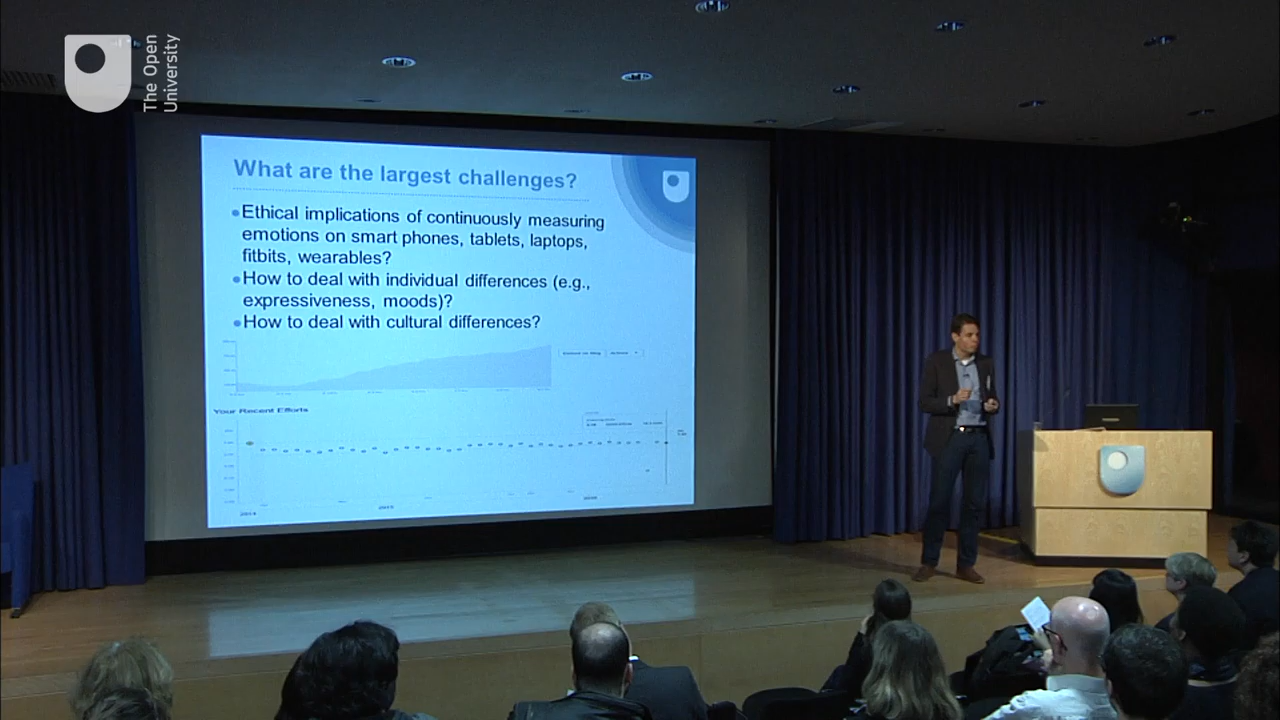 The Open
University
What are the largest challenges?
Ethical implications of continuously measuring
emotions on smart phones, tablets, laptops,
fitbits, wearables?
How to deal with individual differences (e.g.,
expressiveness, moods)?
How to deal with cultural differences?
Your Recent Efforts
2014
2015
2016